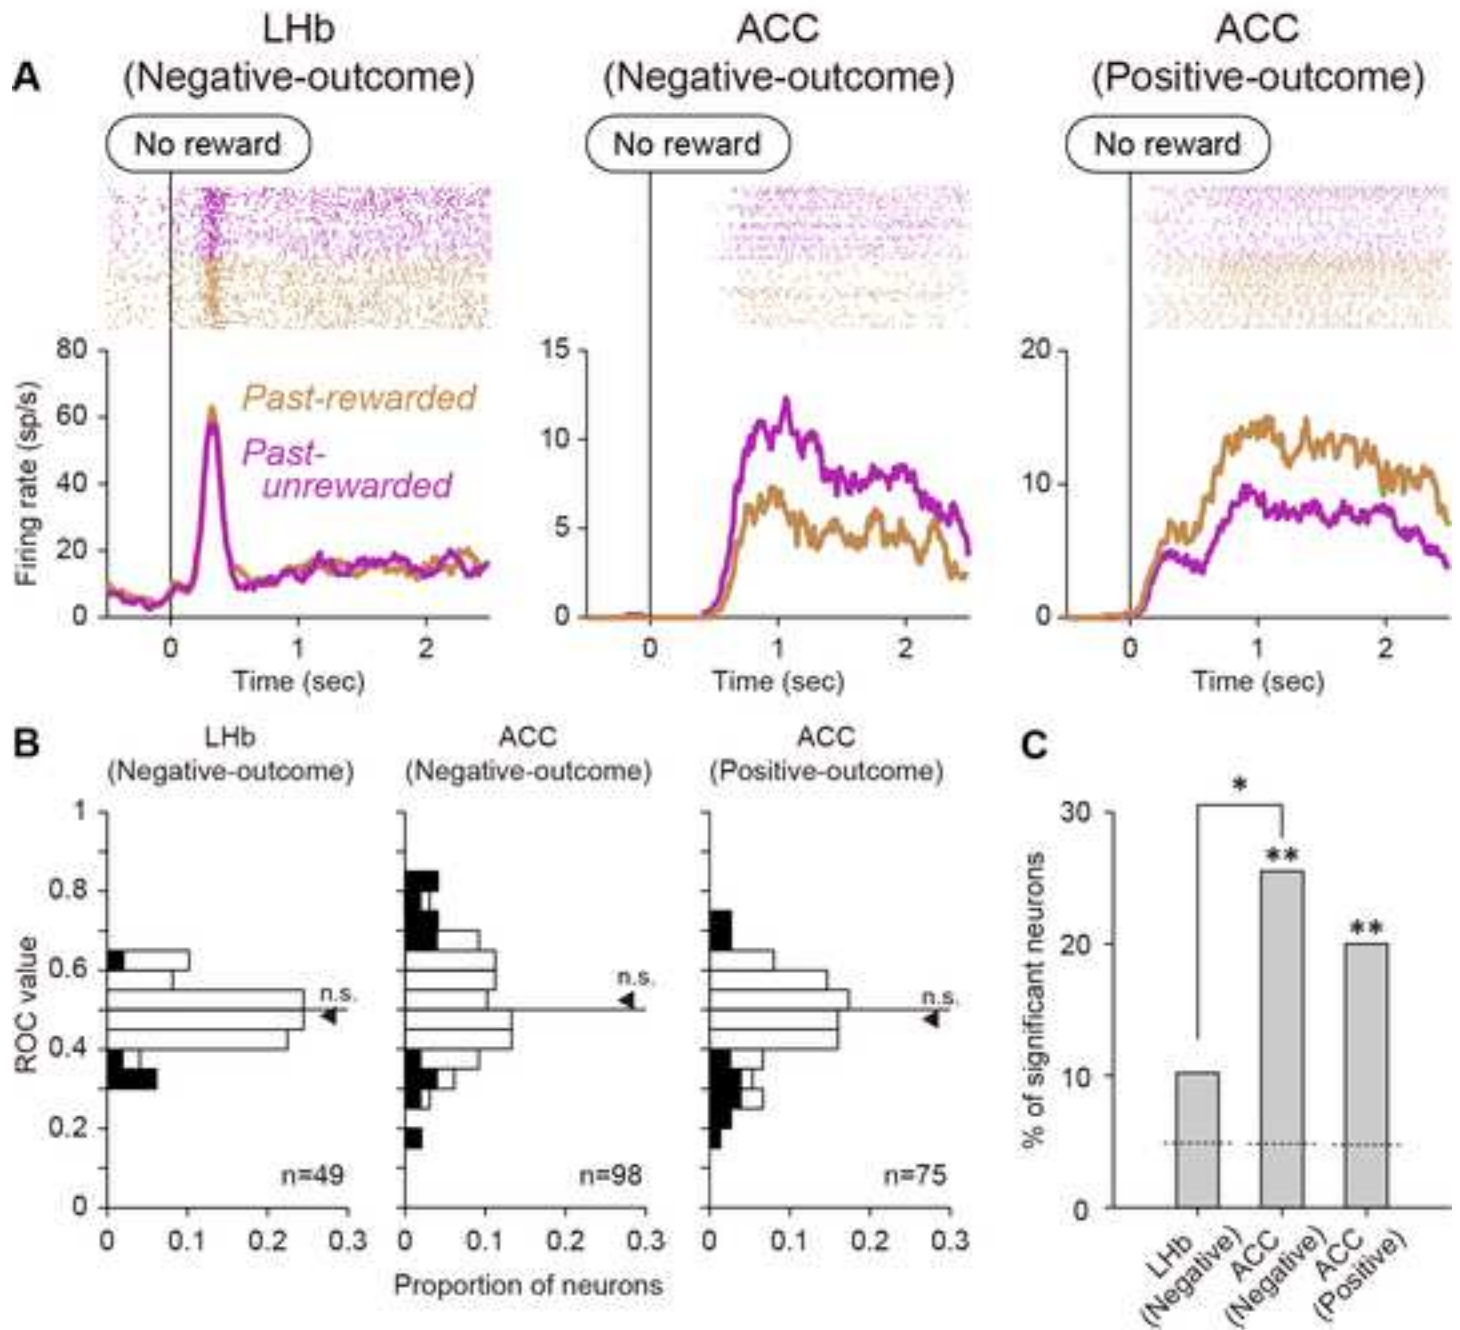 LHb
(Negative-outcome)
ACC
(Negative-outcome)
ACC
(Positive-outcome)
A
No reward
No reward
No reward
Firing rate (sp/s)
80
60
40
20
0
Past-rewarded
Past-
unrewarded
0 1 2
Time (sec)
15
10
5
0
0 1 2
Time (sec)
20
10
0
0 1 2
Time (sec)
B
LHb
(Negative-outcome)
ACC
(Negative-outcome)
ACC
(Positive-outcome)
ROC value
1
0.8
0.6
0.4
0.2
0
n.s.
n=49
0 0.1 0.2 0.3
n.s.
n=98
0 0.1 0.2 0.3
n.s.
n=75
0 0.1 0.2 0.3
Proportion of neurons
C
% of significant neurons
30
20
10
0
*
**
**
LHb
(Negative)
ACC
(Negative)
ACC
(Positive)